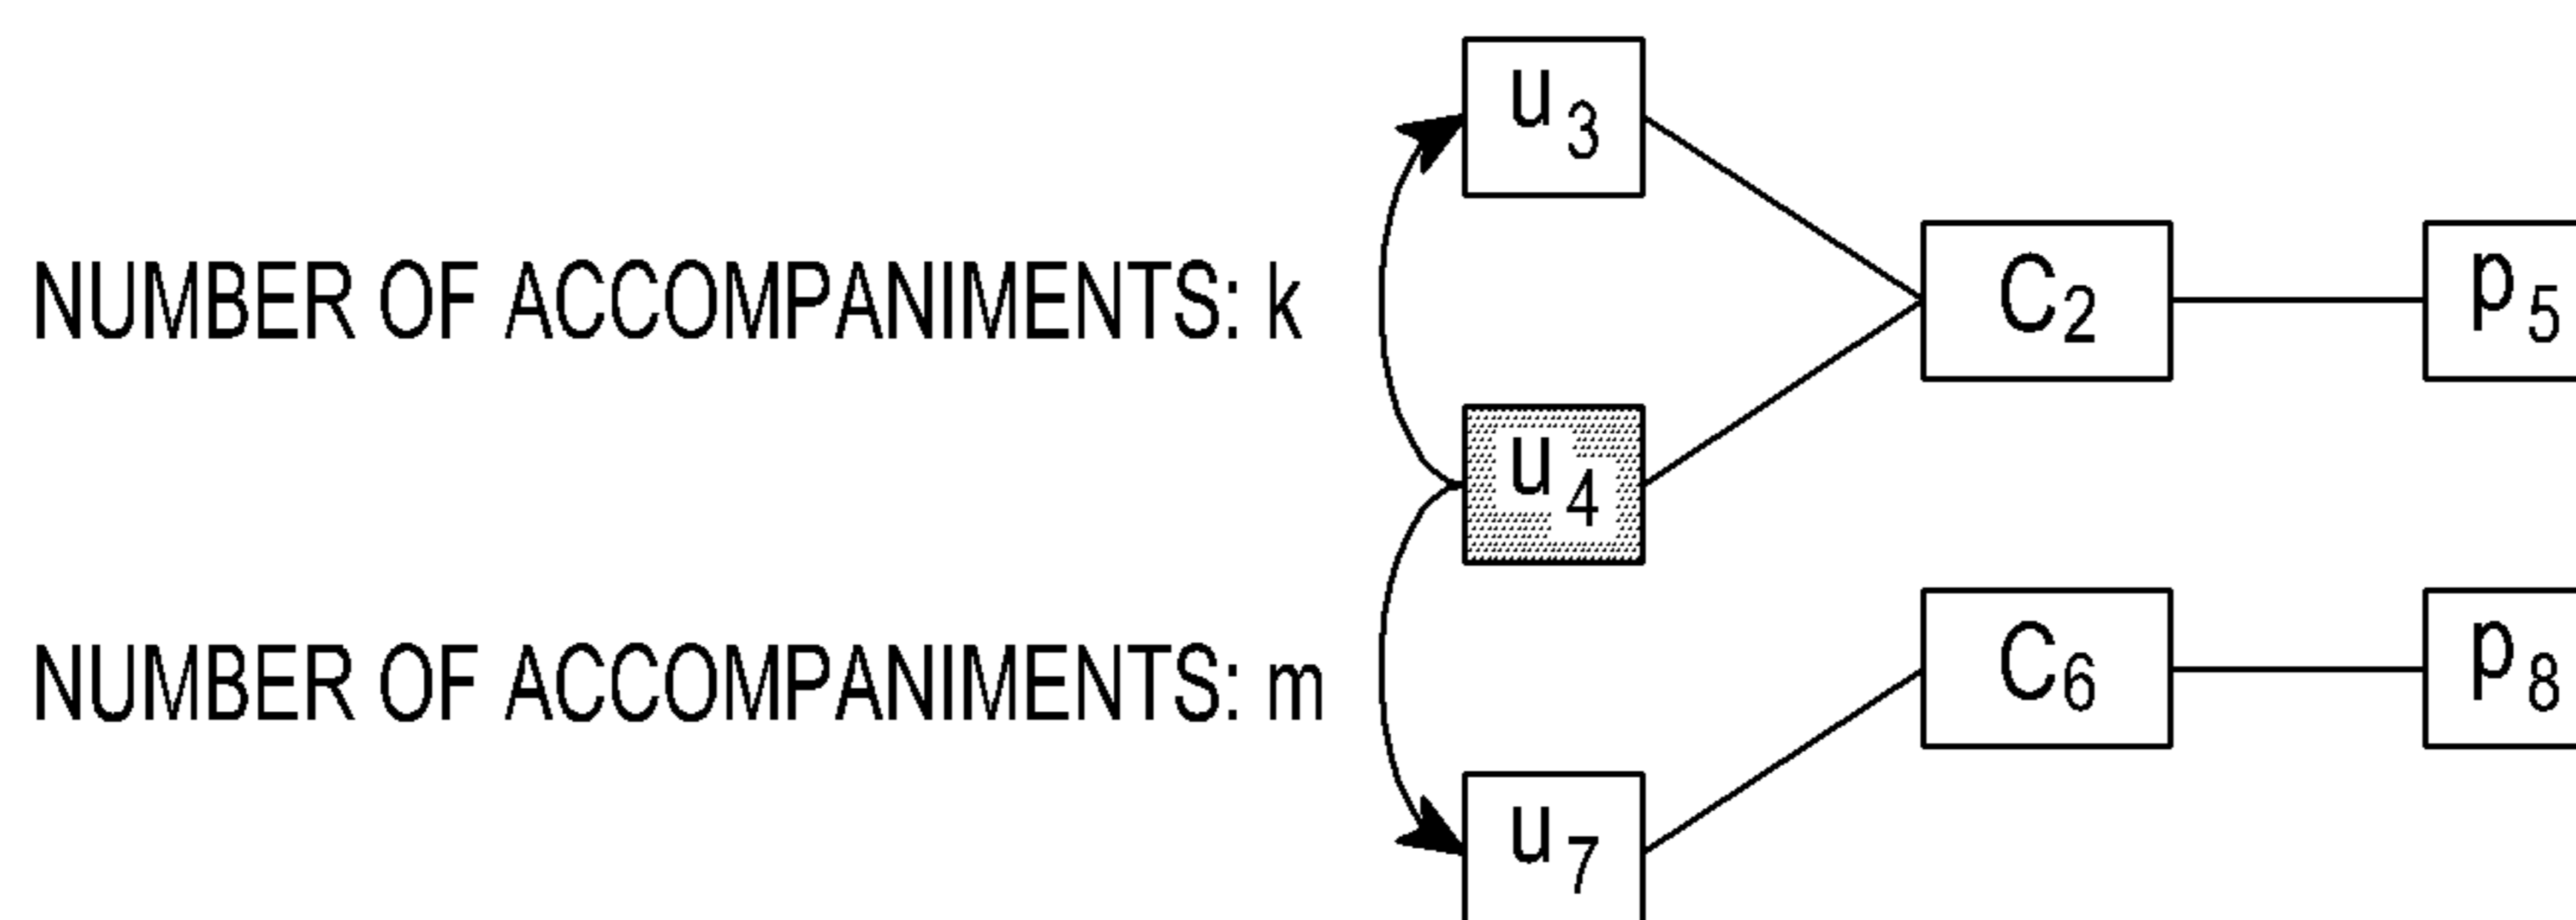 u3
NUMBER OF ACCOMPANIMENTS: k
C2
p5
u4
NUMBER OF ACCOMPANIMENTS: m
C6
p8
u7